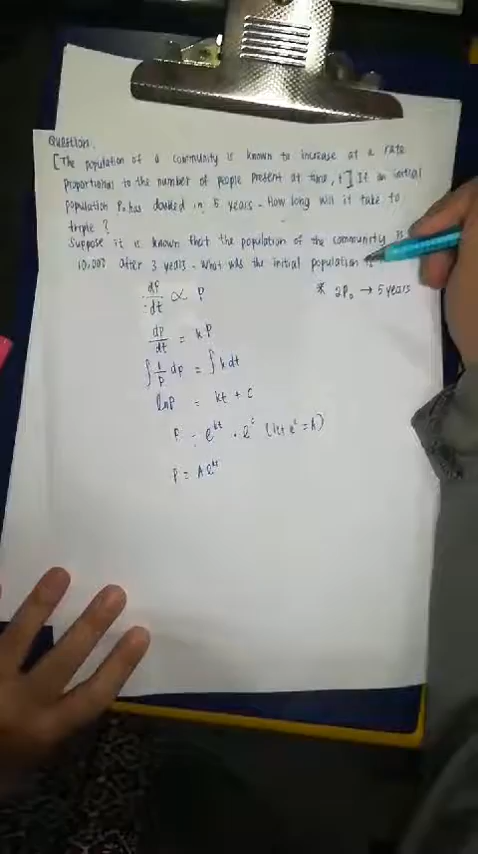 Question.
[The population of a community is known to increase at a rate
proportional to the number of people present at time, t] If an initial
population P₀ has doubled in 5 years. How long will it take to
triple ?
Suppose it is known that the population of the community is
10,000 after 3 years. What was the initial population
* 2P₀ → 5 years
dP/dt ∝ P
dP/dt = kP
∫ 1/P dP = ∫ k dt
ln P = kt + c
P = e^kt · e^c (let e^c = A)
P = A e^kt